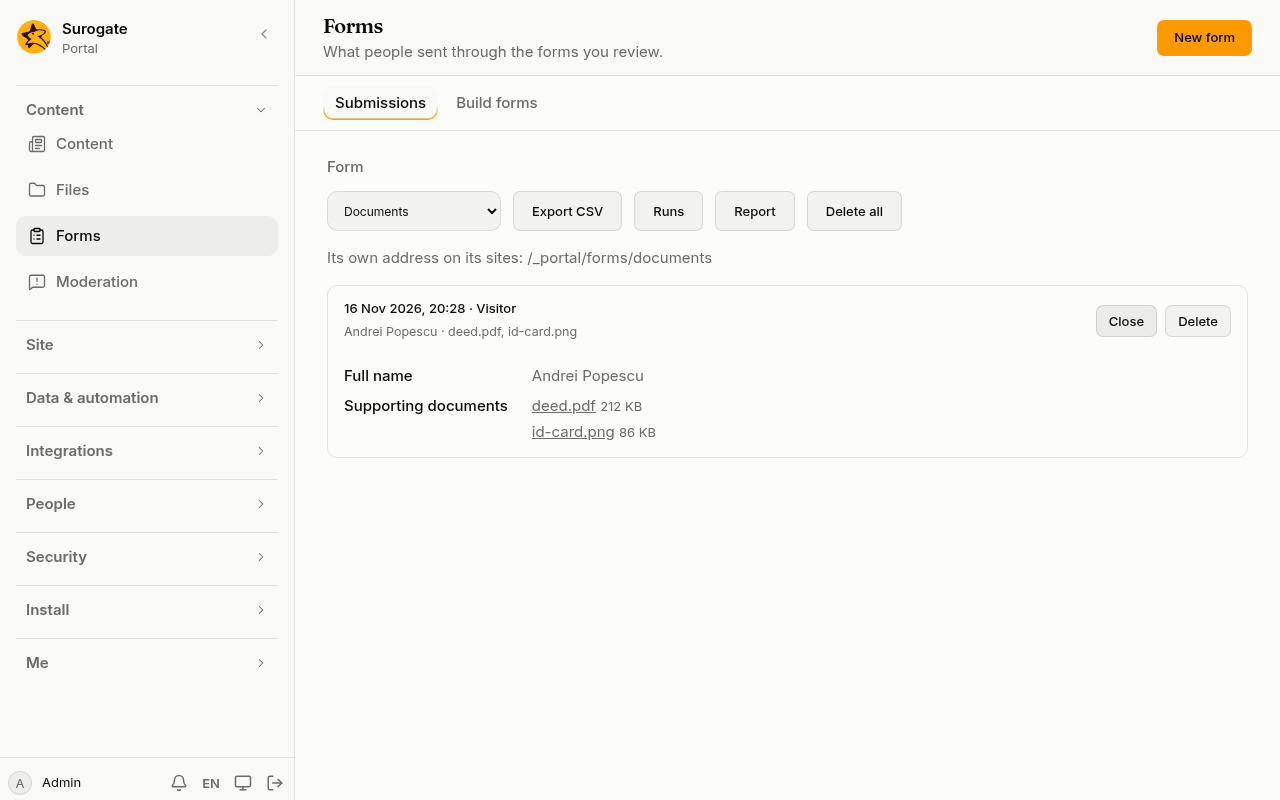 Surogate
Portal
Content
Content
Files
Forms
Moderation
Site
Data & automation
Integrations
People
Security
Install
Me
A Admin EN
Forms
What people sent through the forms you review.
New form
Submissions Build forms
Form
Documents Export CSV Runs Report Delete all
Its own address on its sites: /_portal/forms/documents
16 Nov 2026, 20:28 · Visitor
Andrei Popescu · deed.pdf, id-card.png
Close Delete
Full name Andrei Popescu
Supporting documents deed.pdf 212 KB
id-card.png 86 KB